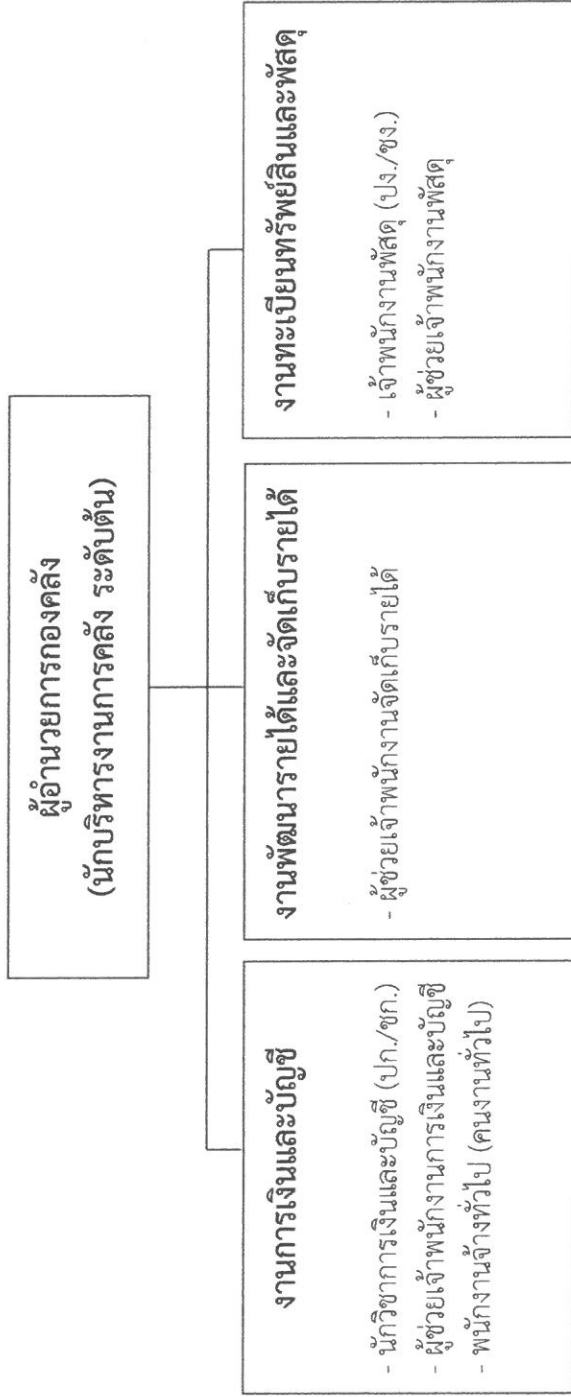 ผู้อำนวยการกองคลัง
(นักบริหารงานการคลัง ระดับต้น)
งานการเงินและบัญชี
- นักวิชาการเงินและบัญชี (ปก./ชก.)
- ผู้ช่วยเจ้าพนักงานการเงินและบัญชี
- พนักงานจ้างทั่วไป (คนงานทั่วไป)
งานพัฒนารายได้และจัดเก็บรายได้
- ผู้ช่วยเจ้าพนักงานจัดเก็บรายได้
งานทะเบียนทรัพย์สินและพัสดุ
- เจ้าพนักงานพัสดุ (ปง./ชง.)
- ผู้ช่วยเจ้าพนักงานพัสดุ